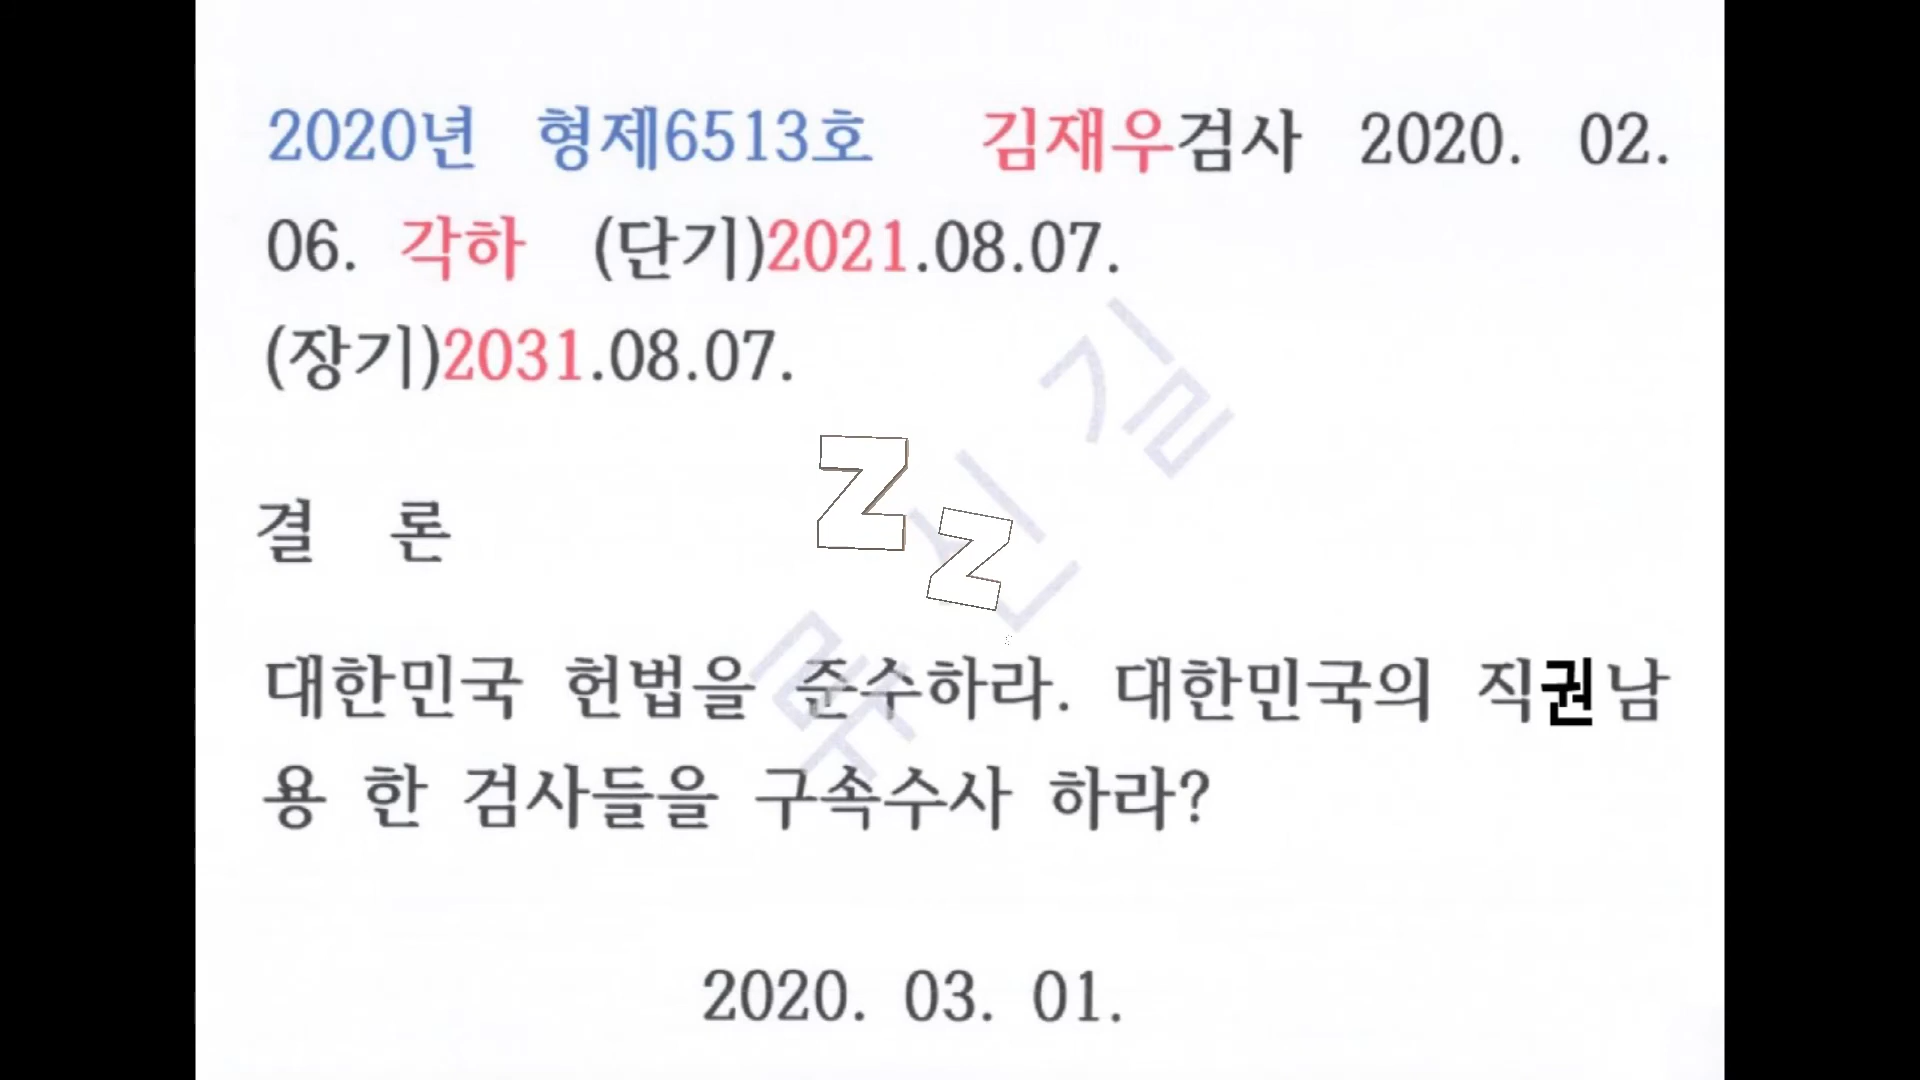 2020년 형제6513호 김재우검사 2020. 02.
06. 각하 (단기)2021.08.07.
(장기)2031.08.07.
Z
Z
결 론
대한민국 헌법을 준수하라. 대한민국의 직권남
용 한 검사들을 구속수사 하라?
2020. 03. 01.